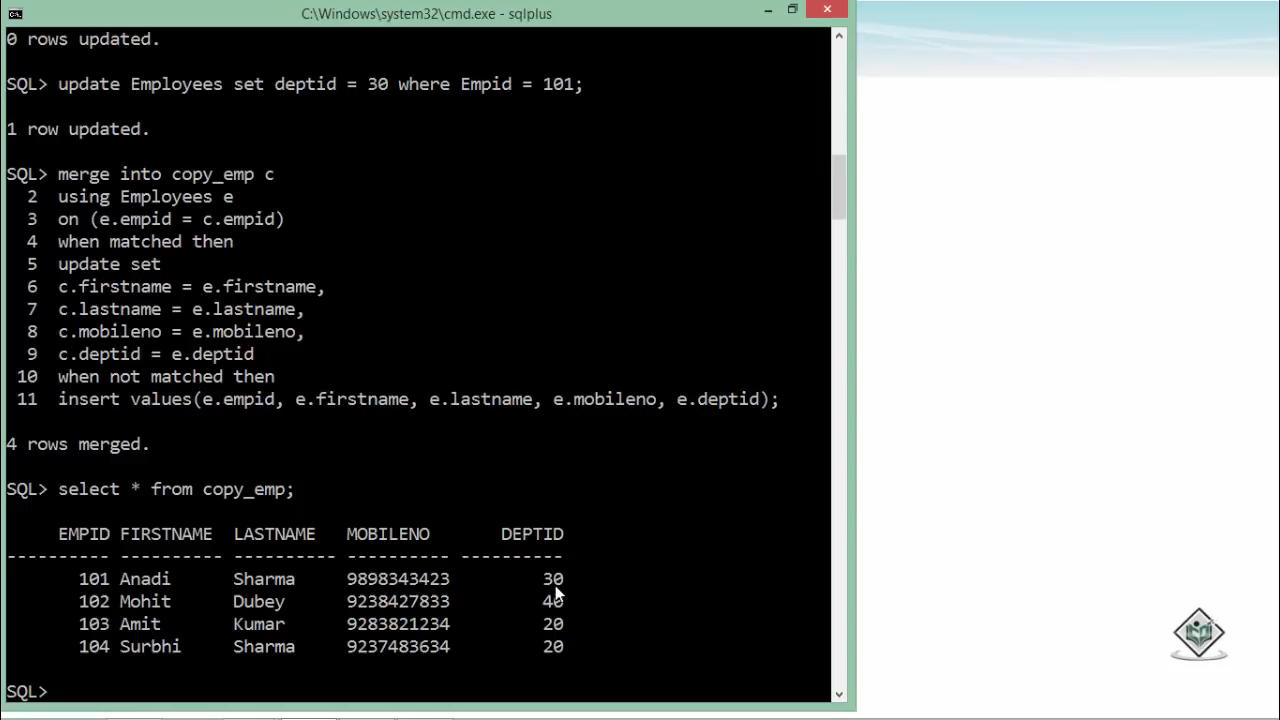 C:\Windows\system32\cmd.exe - sqlplus
0 rows updated.
SQL> update Employees set deptid = 30 where Empid = 101;
1 row updated.
SQL> merge into copy_emp c
2 using Employees e
3 on (e.empid = c.empid)
4 when matched then
5 update set
6 c.firstname = e.firstname,
7 c.lastname = e.lastname,
8 c.mobileno = e.mobileno,
9 c.deptid = e.deptid
10 when not matched then
11 insert values(e.empid, e.firstname, e.lastname, e.mobileno, e.deptid);
4 rows merged.
SQL> select * from copy_emp;
EMPID FIRSTNAME LASTNAME MOBILENO DEPTID
---------- ---------- ---------- ---------- ----------
101 Anadi Sharma 9898343423 30
102 Mohit Dubey 9238427833 40
103 Amit Kumar 9283821234 20
104 Surbhi Sharma 9237483634 20
SQL>